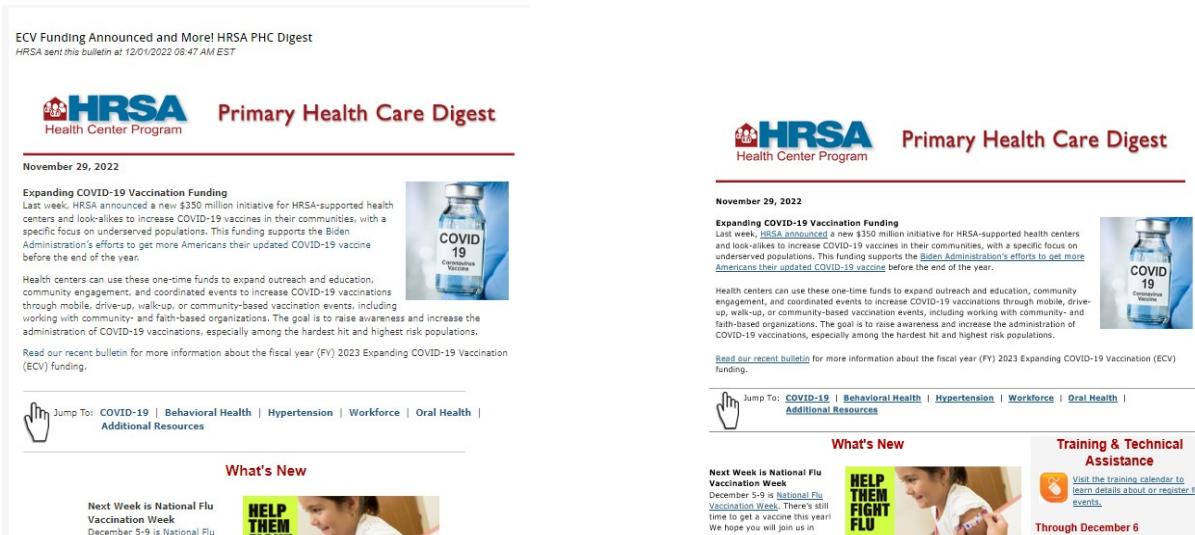 ECV Funding Announced and More! HRSA PHC Digest
HRSA sent this bulletin at 12/01/2022 08:47 AM EST
HRSA
Health Center Program
Primary Health Care Digest
November 29, 2022
Expanding COVID-19 Vaccination Funding
Last week, HRSA announced a new $350 million initiative for HRSA-supported health
centers and look-alikes to increase COVID-19 vaccines in their communities, with a
specific focus on underserved populations. This funding supports the Biden
Administration's efforts to get more Americans their updated COVID-19 vaccine
before the end of the year.
COVID
19
Coronavirus
Vaccine
Health centers can use these one-time funds to expand outreach and education,
community engagement, and coordinated events to increase COVID-19 vaccinations
through mobile, drive-up, walk-up, or community-based vaccination events, including
working with community- and faith-based organizations. The goal is to raise awareness and increase the
administration of COVID-19 vaccinations, especially among the hardest hit and highest risk populations.
Read our recent bulletin for more information about the fiscal year (FY) 2023 Expanding COVID-19 Vaccination
(ECV) funding.
Jump To: COVID-19 | Behavioral Health | Hypertension | Workforce | Oral Health |
Additional Resources
What's New
Next Week is National Flu
Vaccination Week
December 5-9 is National Flu
HELP
THEM
HRSA
Health Center Program
Primary Health Care Digest
November 29, 2022
Expanding COVID-19 Vaccination Funding
Last week, HRSA announced a new $350 million initiative for HRSA-supported health centers
and look-alikes to increase COVID-19 vaccines in their communities, with a specific focus on
underserved populations. This funding supports the Biden Administration's efforts to get more
Americans their updated COVID-19 vaccine before the end of the year.
COVID
19
Coronavirus
Vaccine
Health centers can use these one-time funds to expand outreach and education, community
engagement, and coordinated events to increase COVID-19 vaccinations through mobile, drive-
up, walk-up, or community-based vaccination events, including working with community- and
faith-based organizations. The goal is to raise awareness and increase the administration of
COVID-19 vaccinations, especially among the hardest hit and highest risk populations.
Read our recent bulletin for more information about the fiscal year (FY) 2023 Expanding COVID-19 Vaccination (ECV)
funding.
Jump To: COVID-19 | Behavioral Health | Hypertension | Workforce | Oral Health |
Additional Resources
What's New
Next Week is National Flu
Vaccination Week
December 5-9 is National Flu
Vaccination Week. There's still
time to get a vaccine this year!
We hope you will join us in
HELP
THEM
FIGHT
FLU
Training & Technical
Assistance
Visit the training calendar to
learn details about or register
events.
Through December 6